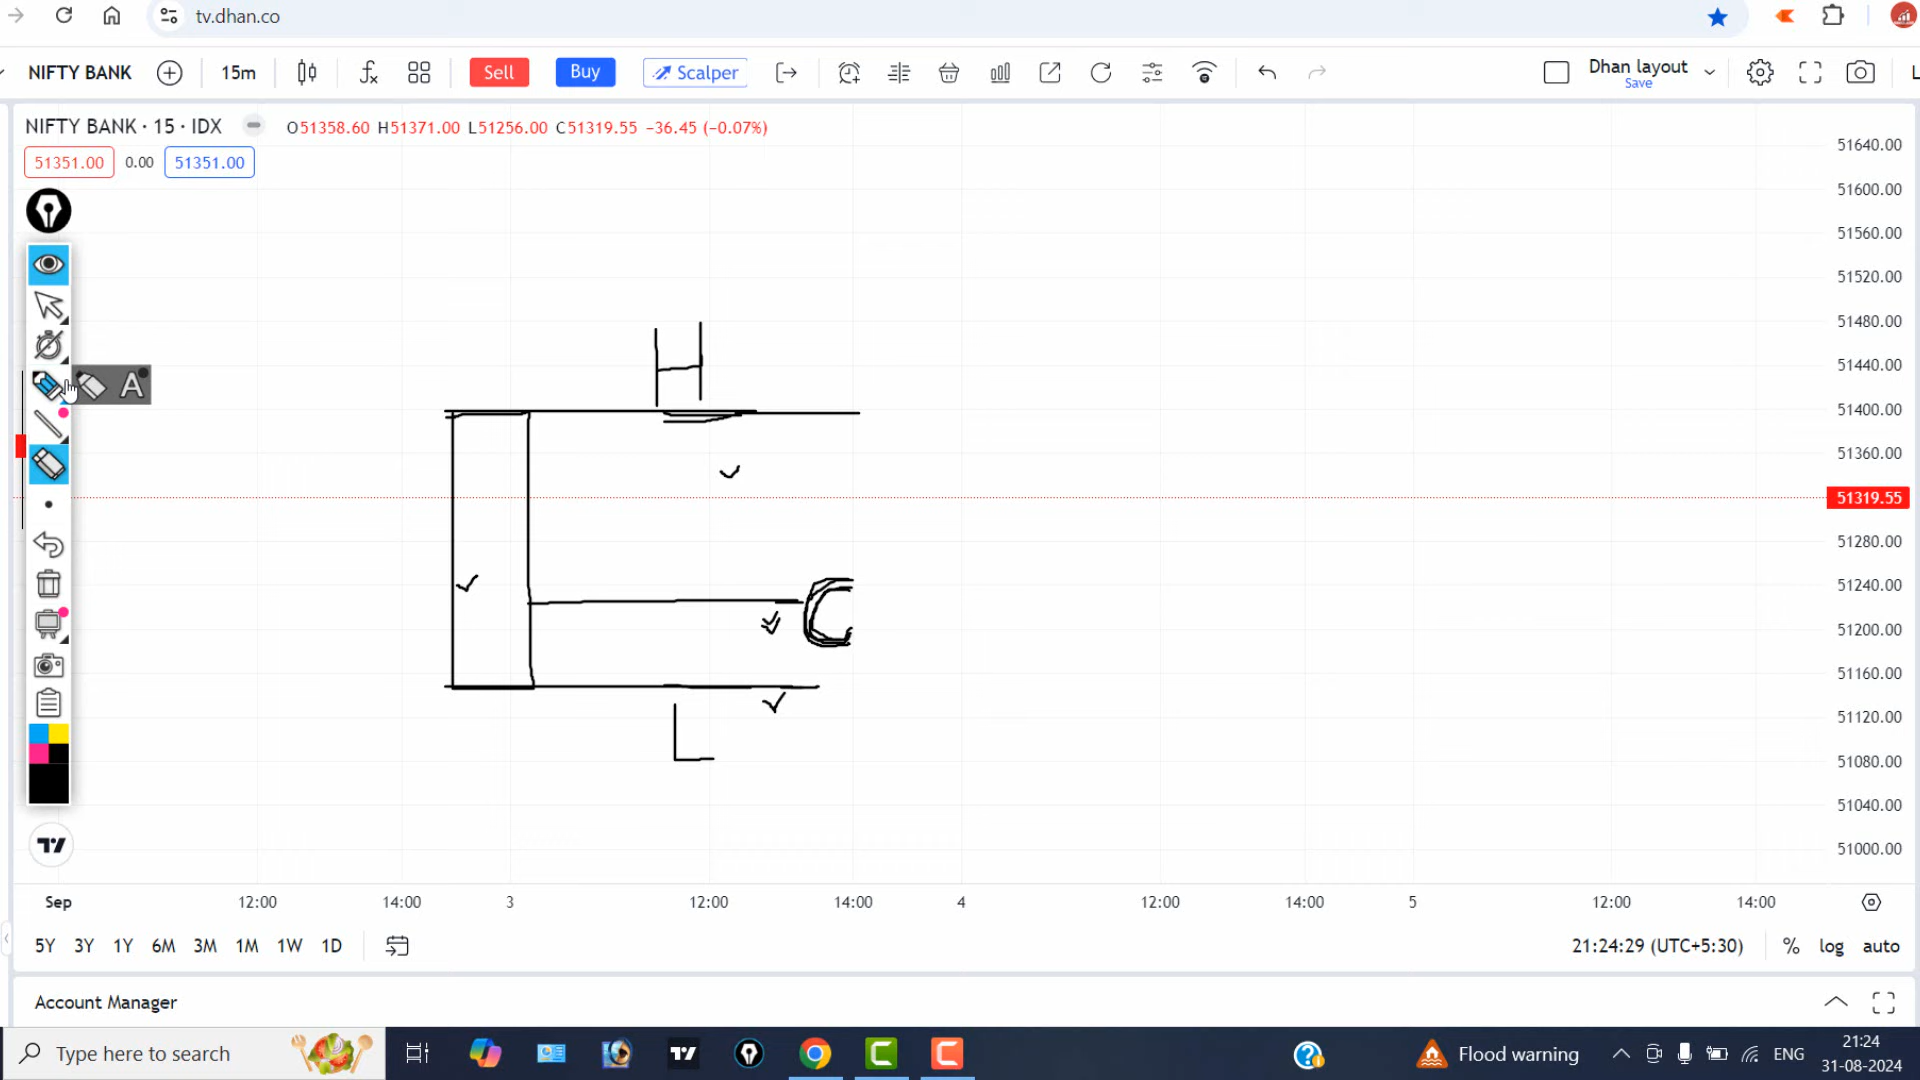 tv.dhan.co
NIFTY BANK 15m Sell Buy Scalper Dhan layout
Save
NIFTY BANK · 15 · IDX O51358.60 H51371.00 L51256.00 C51319.55 −36.45 (−0.07%)
51351.00 0.00 51351.00
51640.00
51600.00
51560.00
51520.00
51480.00
H
51440.00
A
51400.00
51360.00
51319.55
51280.00
51240.00
C
51200.00
51160.00
51120.00
L
51080.00
51040.00
51000.00
Sep 12:00 14:00 3 12:00 14:00 4 12:00 14:00 5 12:00 14:00
5Y 3Y 1Y 6M 3M 1M 1W 1D 21:24:29 (UTC+5:30) % log auto
Account Manager
Type here to search Flood warning ENG 21:24
31-08-2024